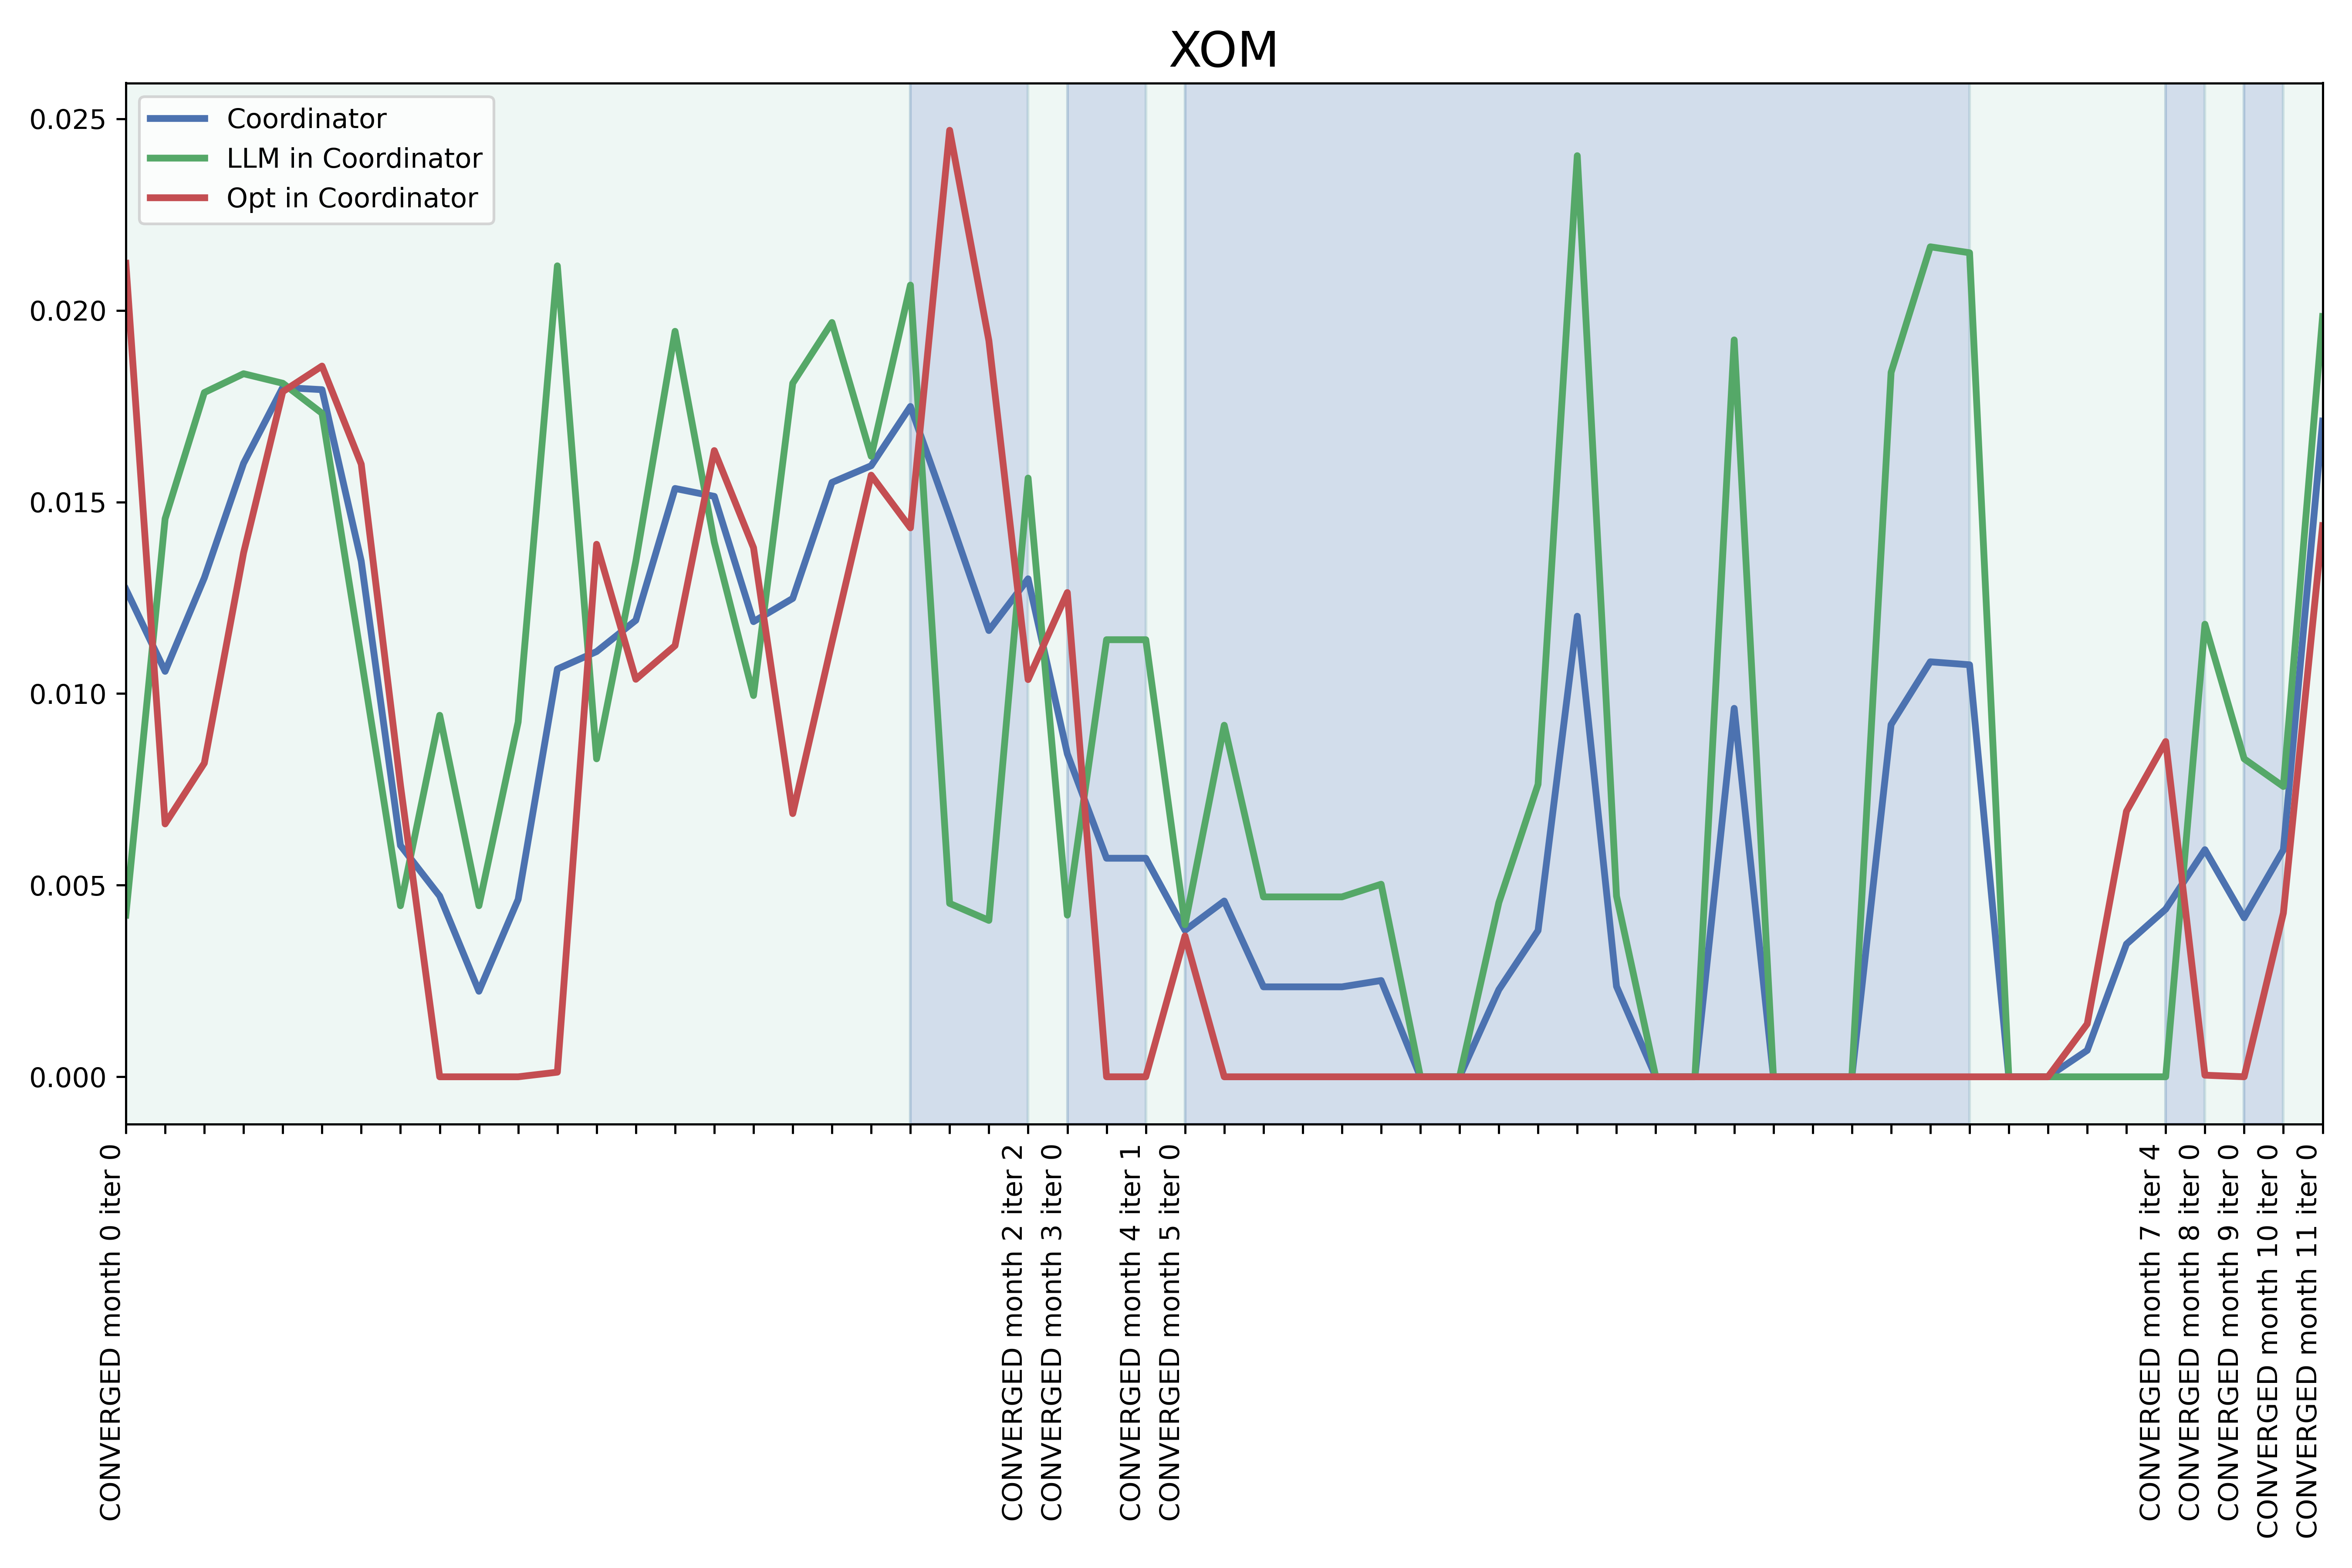 XOM
Coordinator
LLM in Coordinator
Opt in Coordinator
0.025
0.020
0.015
0.010
0.005
0.000
CONVERGED month 0 iter 0
CONVERGED month 2 iter 2
CONVERGED month 3 iter 0
CONVERGED month 4 iter 1
CONVERGED month 5 iter 0
CONVERGED month 7 iter 4
CONVERGED month 8 iter 0
CONVERGED month 9 iter 0
CONVERGED month 10 iter 0
CONVERGED month 11 iter 0